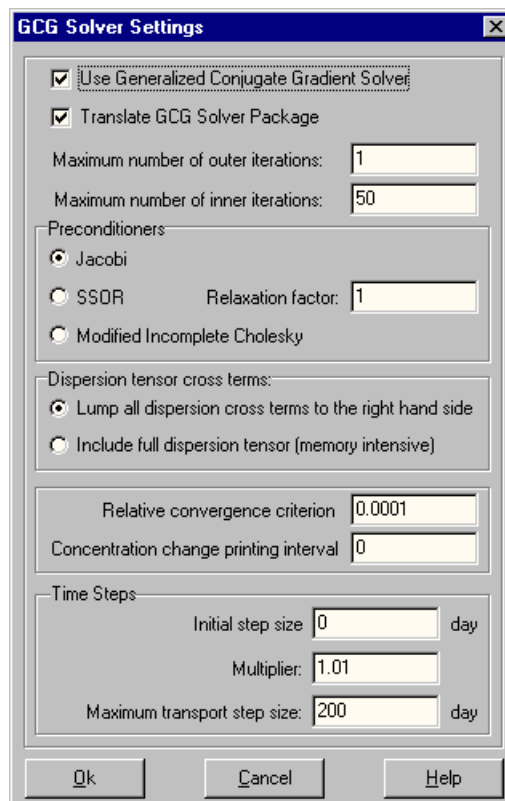 GCG Solver Settings
Use Generalized Conjugate Gradient Solver
Translate GCG Solver Package
Maximum number of outer iterations: 1
Maximum number of inner iterations: 50
Preconditioners
Jacobi
SSOR Relaxation factor: 1
Modified Incomplete Cholesky
Dispersion tensor cross terms:
Lump all dispersion cross terms to the right hand side
Include full dispersion tensor (memory intensive)
Relative convergence criterion 0.0001
Concentration change printing interval 0
Time Steps
Initial step size 0 day
Multiplier: 1.01
Maximum transport step size: 200 day
Ok Cancel Help